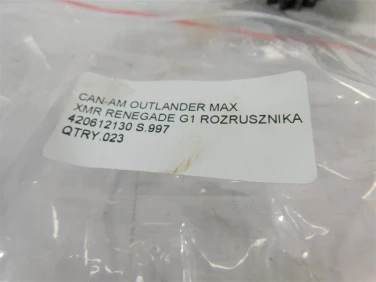 CAN-AM OUTLANDER MAX
XMR RENEGADE G1 ROZRUSZNIKA
420612130 S.997
QTRY.023